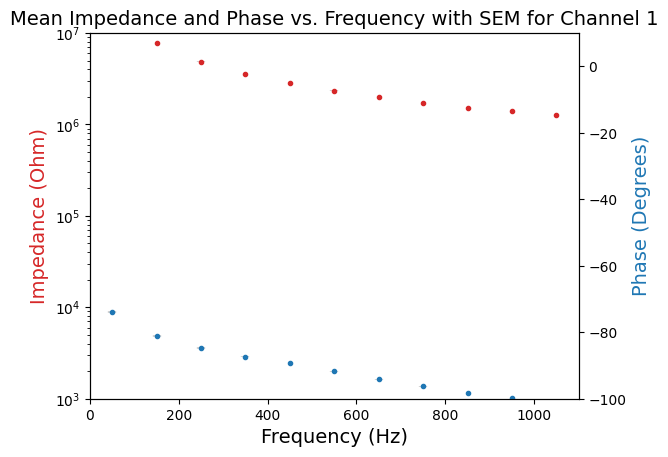 Mean Impedance and Phase vs. Frequency with SEM for Channel 1
10^7
10^6
10^5
10^4
10^3
Impedance (Ohm)
0
−20
−40
−60
−80
−100
Phase (Degrees)
0 200 400 600 800 1000
Frequency (Hz)